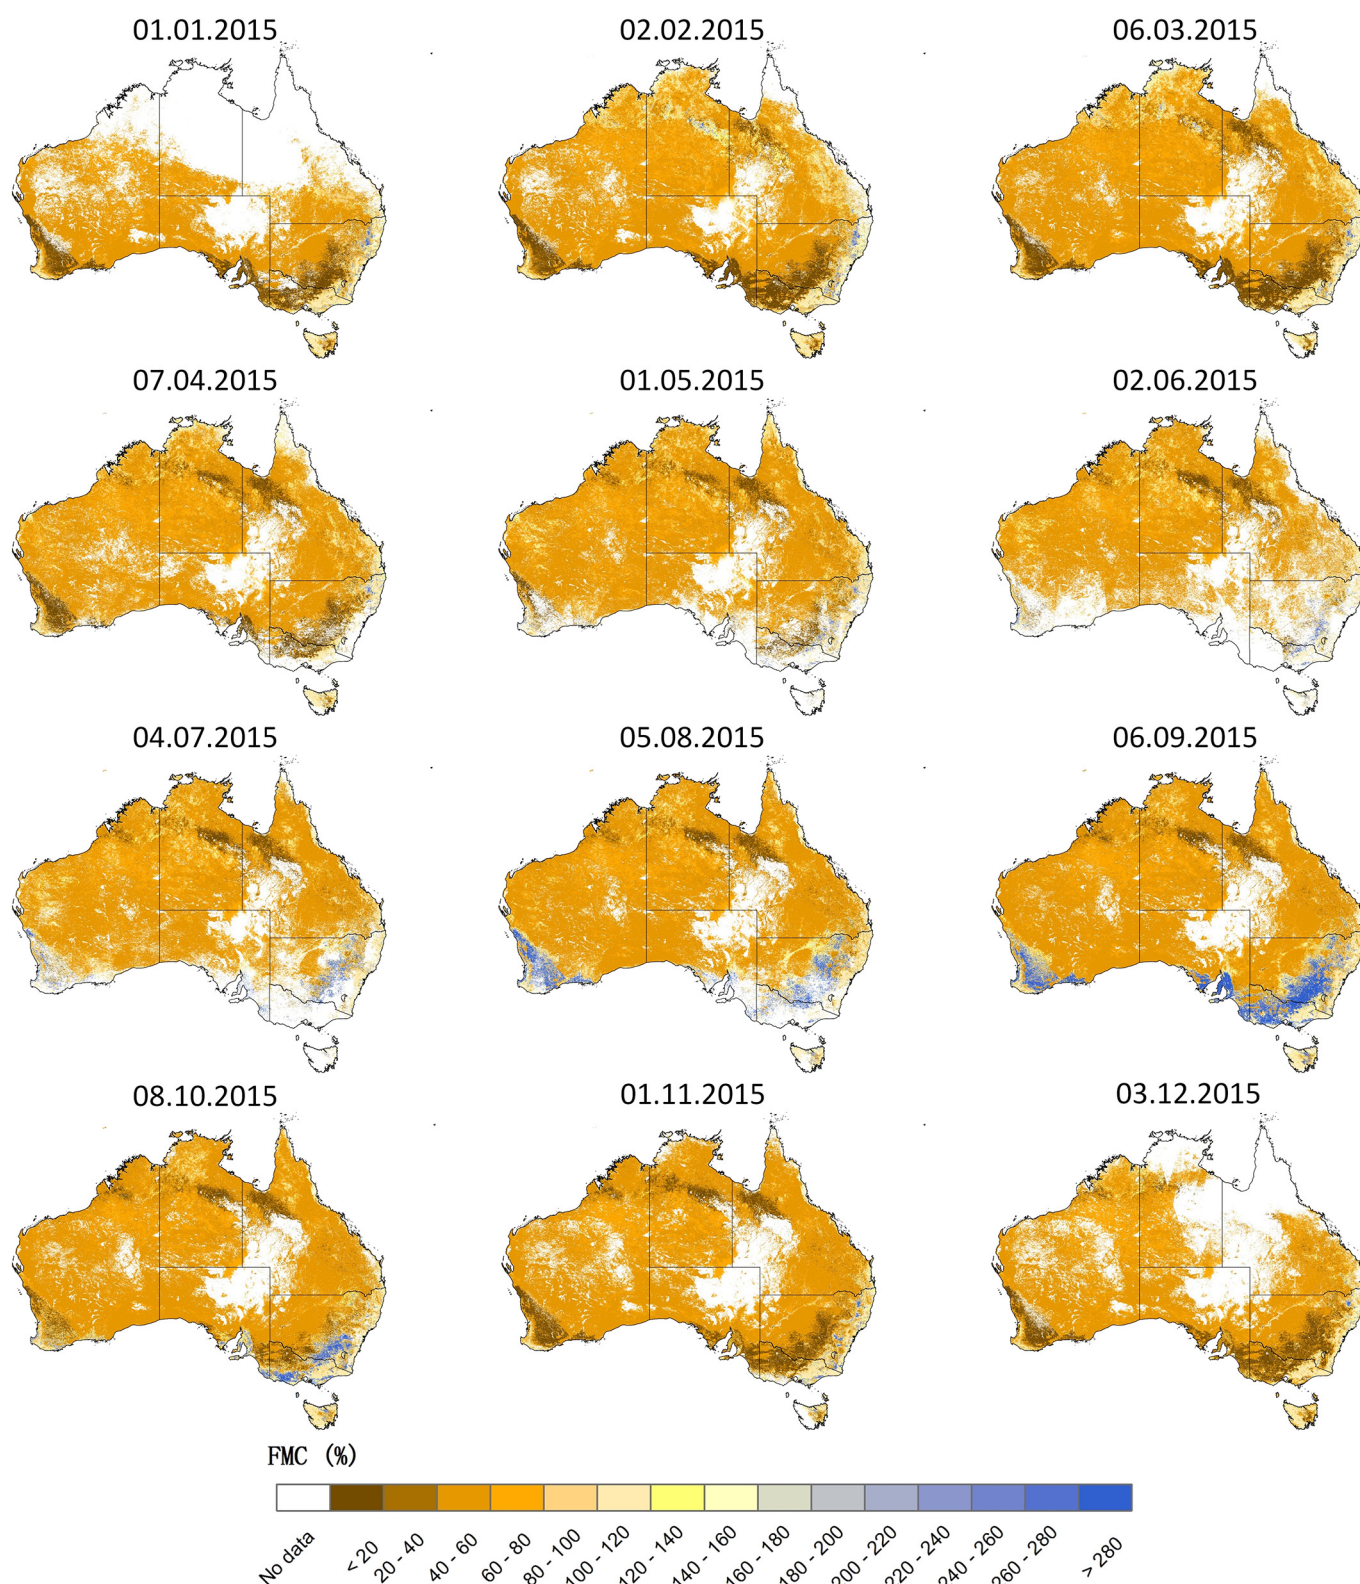 01.01.2015 02.02.2015 06.03.2015
07.04.2015 01.05.2015 02.06.2015
04.07.2015 05.08.2015 06.09.2015
08.10.2015 01.11.2015 03.12.2015
FMC (%)
No data < 20 20 - 40 40 - 60 60 - 80 80 - 100 100 - 120 120 - 140 140 - 160 160 - 180 180 - 200 200 - 220 220 - 240 240 - 260 260 - 280 > 280